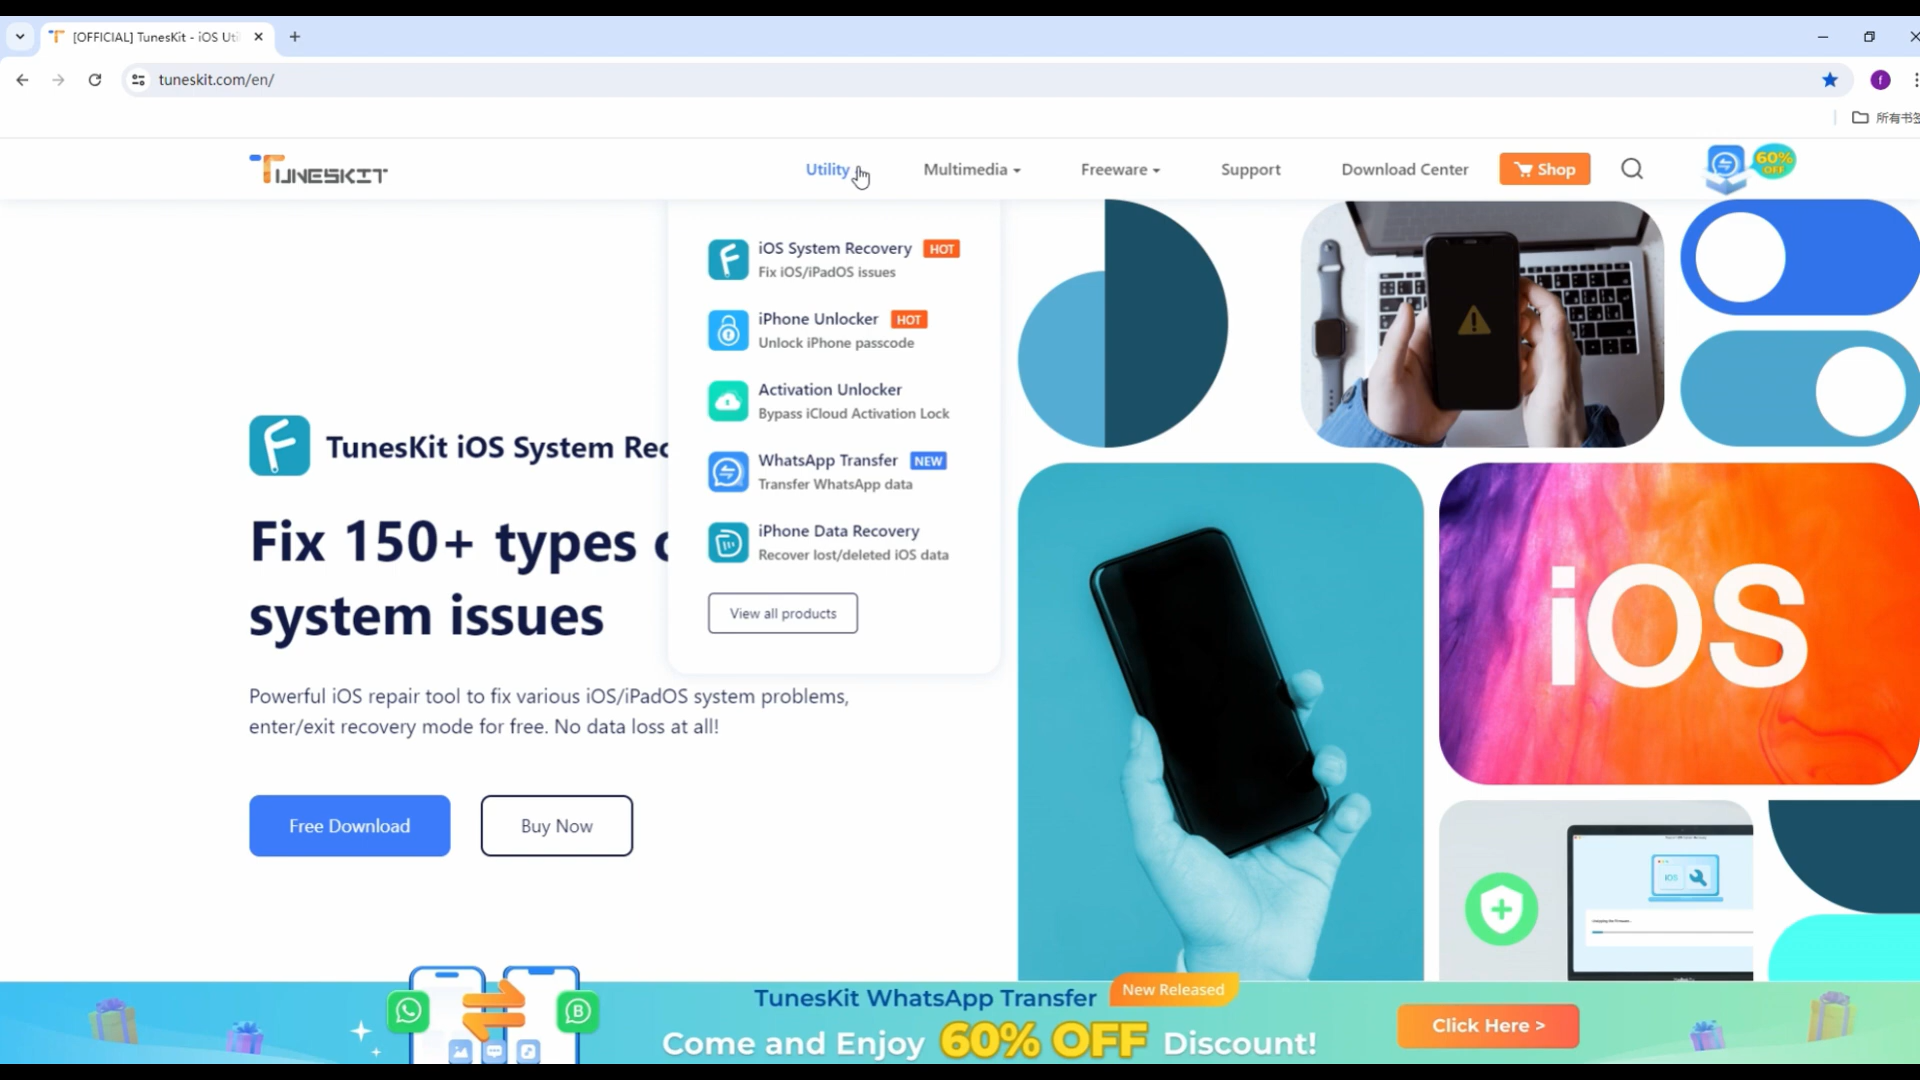 [OFFICIAL] TunesKit - iOS Uti
tuneskit.com/en/
f
所有书签
TUNESKIT
Utility
Multimedia
Freeware
Support
Download Center
Shop
60%
OFF
iOS System Recovery HOT
Fix iOS/iPadOS issues
iPhone Unlocker HOT
Unlock iPhone passcode
Activation Unlocker
Bypass iCloud Activation Lock
WhatsApp Transfer NEW
Transfer WhatsApp data
iPhone Data Recovery
Recover lost/deleted iOS data
View all products
TunesKit iOS System Rec
Fix 150+ types
system issues
Powerful iOS repair tool to fix various iOS/iPadOS system problems,
enter/exit recovery mode for free. No data loss at all!
Free Download
Buy Now
iOS
iOS
TunesKit WhatsApp Transfer
New Released
Come and Enjoy 60% OFF Discount!
Click Here >
B